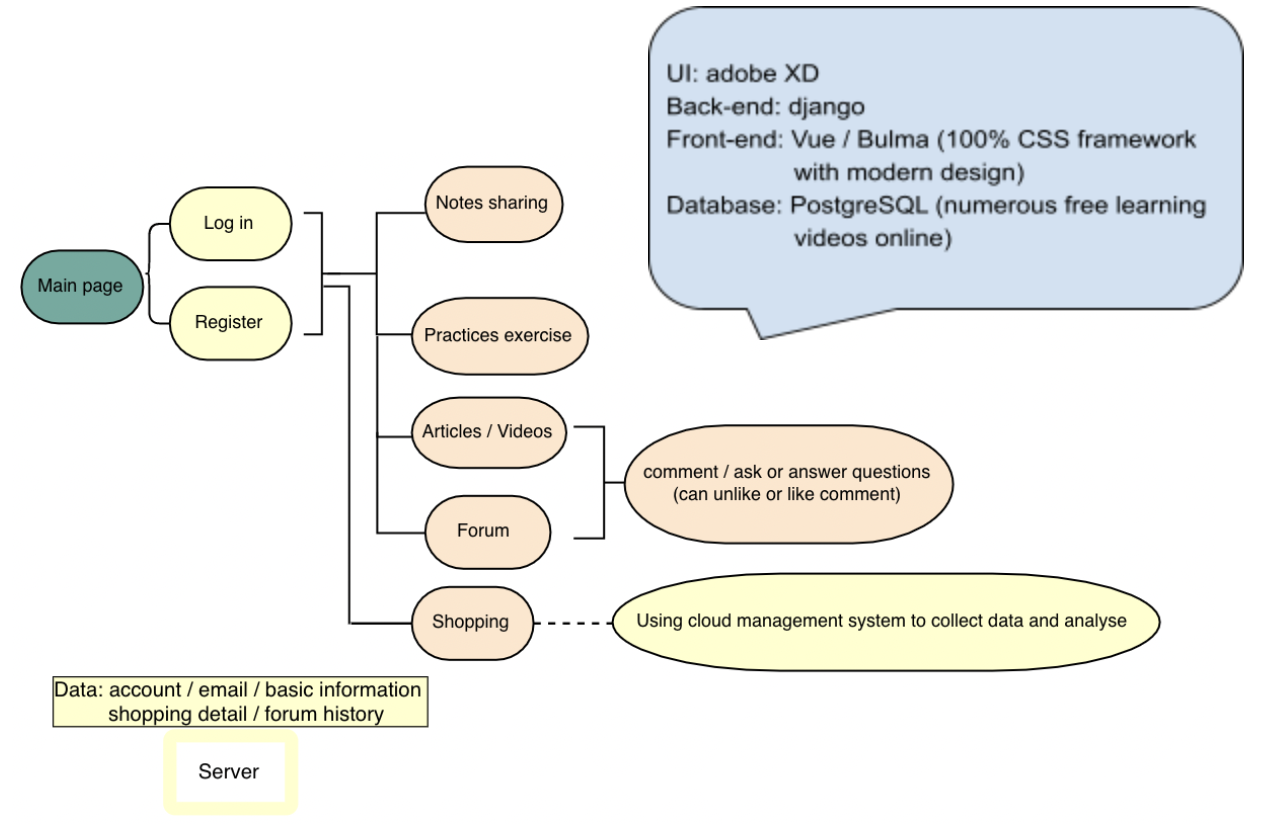 UI: adobe XD
Back-end: django
Front-end: Vue / Bulma (100% CSS framework
with modern design)
Database: PostgreSQL (numerous free learning
videos online)
Main page
Log in
Register
Notes sharing
Practices exercise
Articles / Videos
Forum
Shopping
comment / ask or answer questions
(can unlike or like comment)
Using cloud management system to collect data and analyse
Data: account / email / basic information
shopping detail / forum history
Server